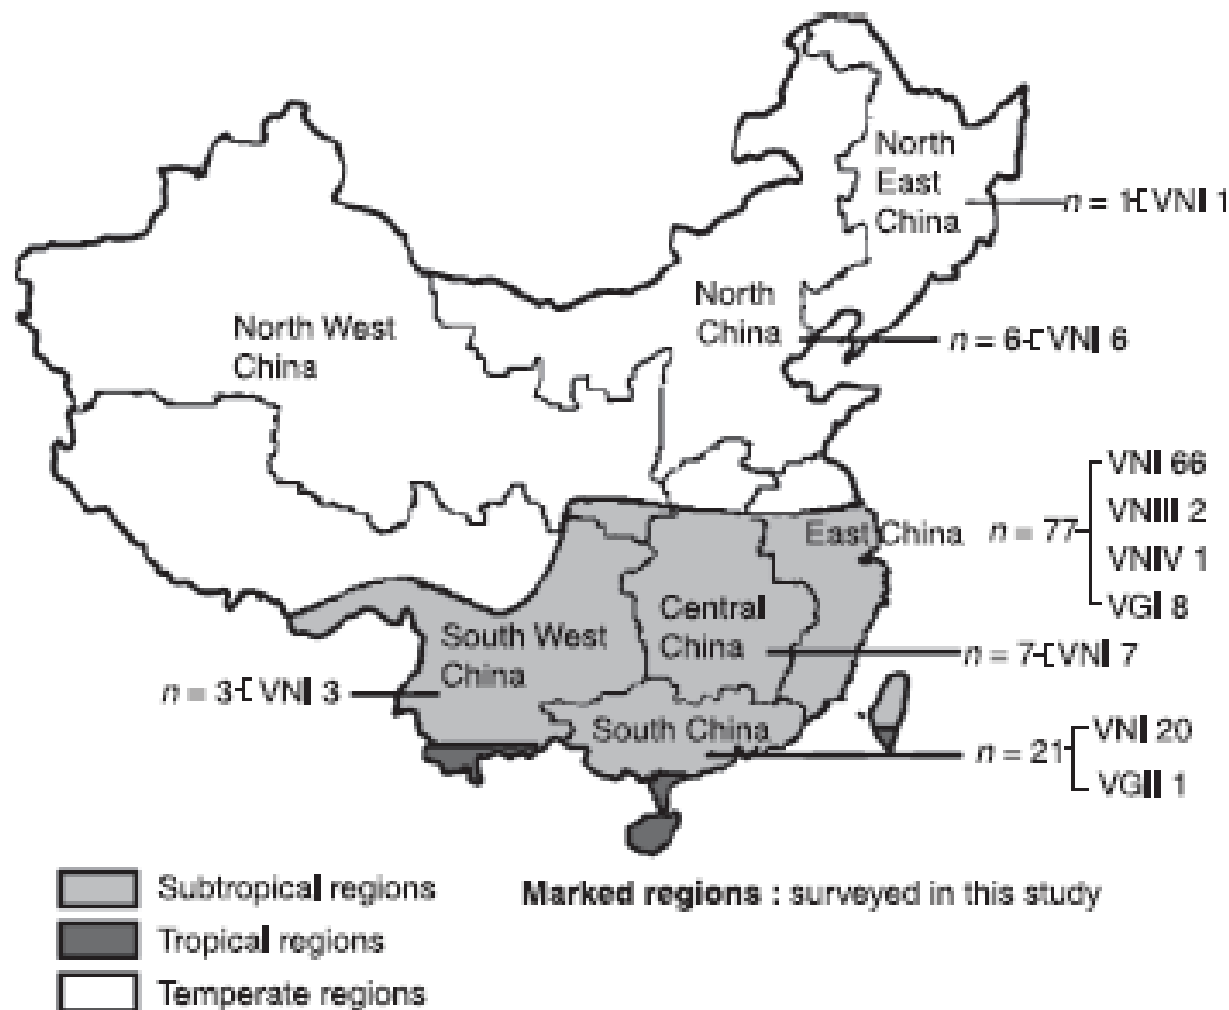 North
East
China
n = 1 VNI 1
North
China
n = 6 VNI 6
North West
China
VNI 66
VNIII 2
East China n = 77
VNIV 1
VGI 8
Central
China
n = 7 VNI 7
South West
China
n = 3 VNI 3
South China
VNI 20
n = 21
VGII 1
Subtropical regions
Marked regions : surveyed in this study
Tropical regions
Temperate regions